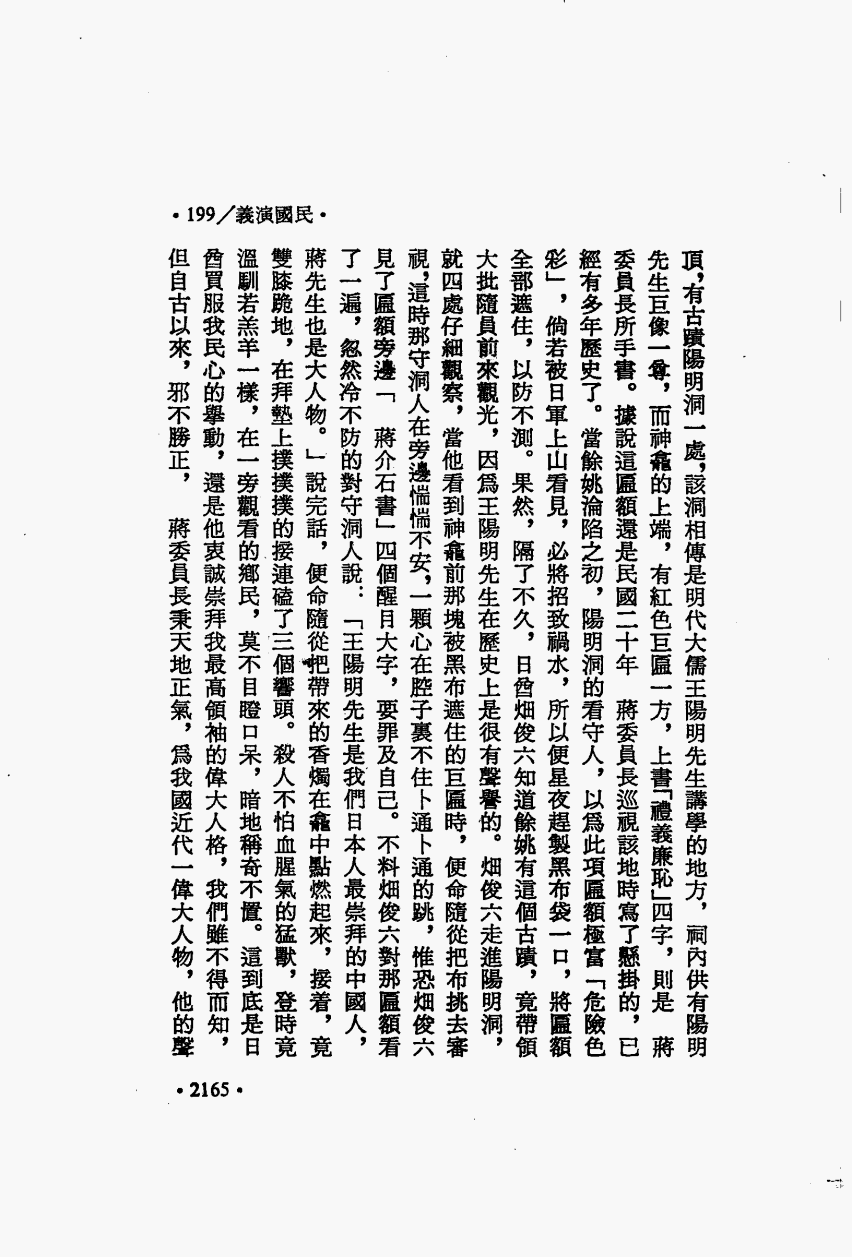 •199／義演國民•
頂，有古蹟陽明洞一處，該洞相傳是明代大儒王陽明先生講學的地方，祠內供有陽明
先生巨像一尊，而神龕的上端，有紅色巨匾一方，上書「禮義廉恥」四字，則是　蔣
委員長所手書。據說這匾額還是民國二十年　蔣委員長巡視該地時寫了懸掛的，已
經有多年歷史了。當餘姚淪陷之初，陽明洞的看守人，以爲此項匾額極富「危險色
彩」，倘若被日軍上山看見，必將招致禍水，所以便星夜趕製黑布袋一口，將匾額
全部遮住，以防不測。果然，隔了不久，日酋畑俊六知道餘姚有這個古蹟，竟帶領
大批隨員前來觀光，因爲王陽明先生在歷史上是很有聲譽的。畑俊六走進陽明洞，
就四處仔細觀察，當他看到神龕前那塊被黑布遮住的巨匾時，便命隨從把布挑去審
視，這時那守洞人在旁邊惴惴不安，一顆心在腔子裏不住卜通卜通的跳，惟恐畑俊六
見了匾額旁邊「　蔣介石書」四個醒目大字，要罪及自己。不料畑俊六對那匾額看
了一遍，忽然冷不防的對守洞人說：「王陽明先生是我們日本人最崇拜的中國人，
蔣先生也是大人物。」說完話，便命隨從把帶來的香燭在龕中點燃起來，接着，竟
雙膝跪地，在拜墊上撲撲撲的接連磕了三個響頭。殺人不怕血腥氣的猛獸，登時竟
溫馴若羔羊一樣，在一旁觀看的鄉民，莫不目瞪口呆，暗地稱奇不置。這到底是日
酋買服我民心的舉動，還是他衷誠崇拜我最高領袖的偉大人格，我們雖不得而知，
但自古以來，邪不勝正，　蔣委員長秉天地正氣，爲我國近代一偉大人物，他的聲
•2165•